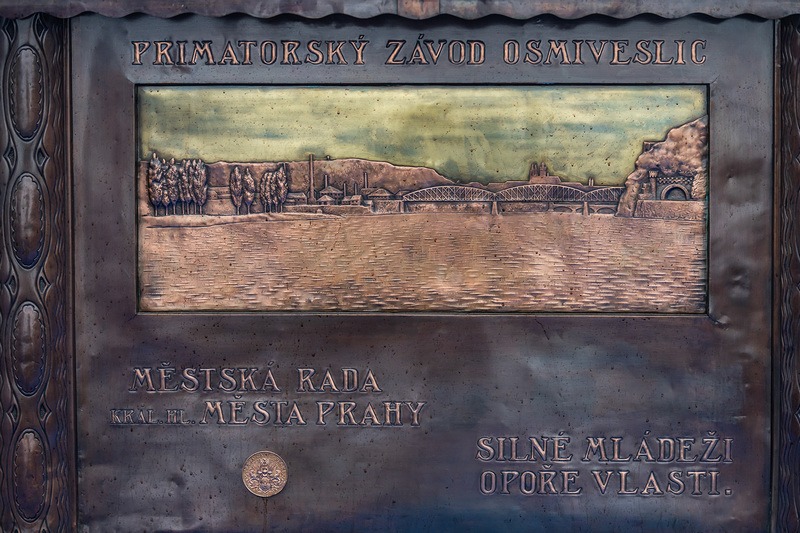 PRIMATORSKÝ ZÁVOD OSMIVESLIC
MĚSTSKÁ RADA
KRÁL. HL. MĚSTA PRAHY
SILNÉ MLÁDEŽI
OPOŘE VLASTI.